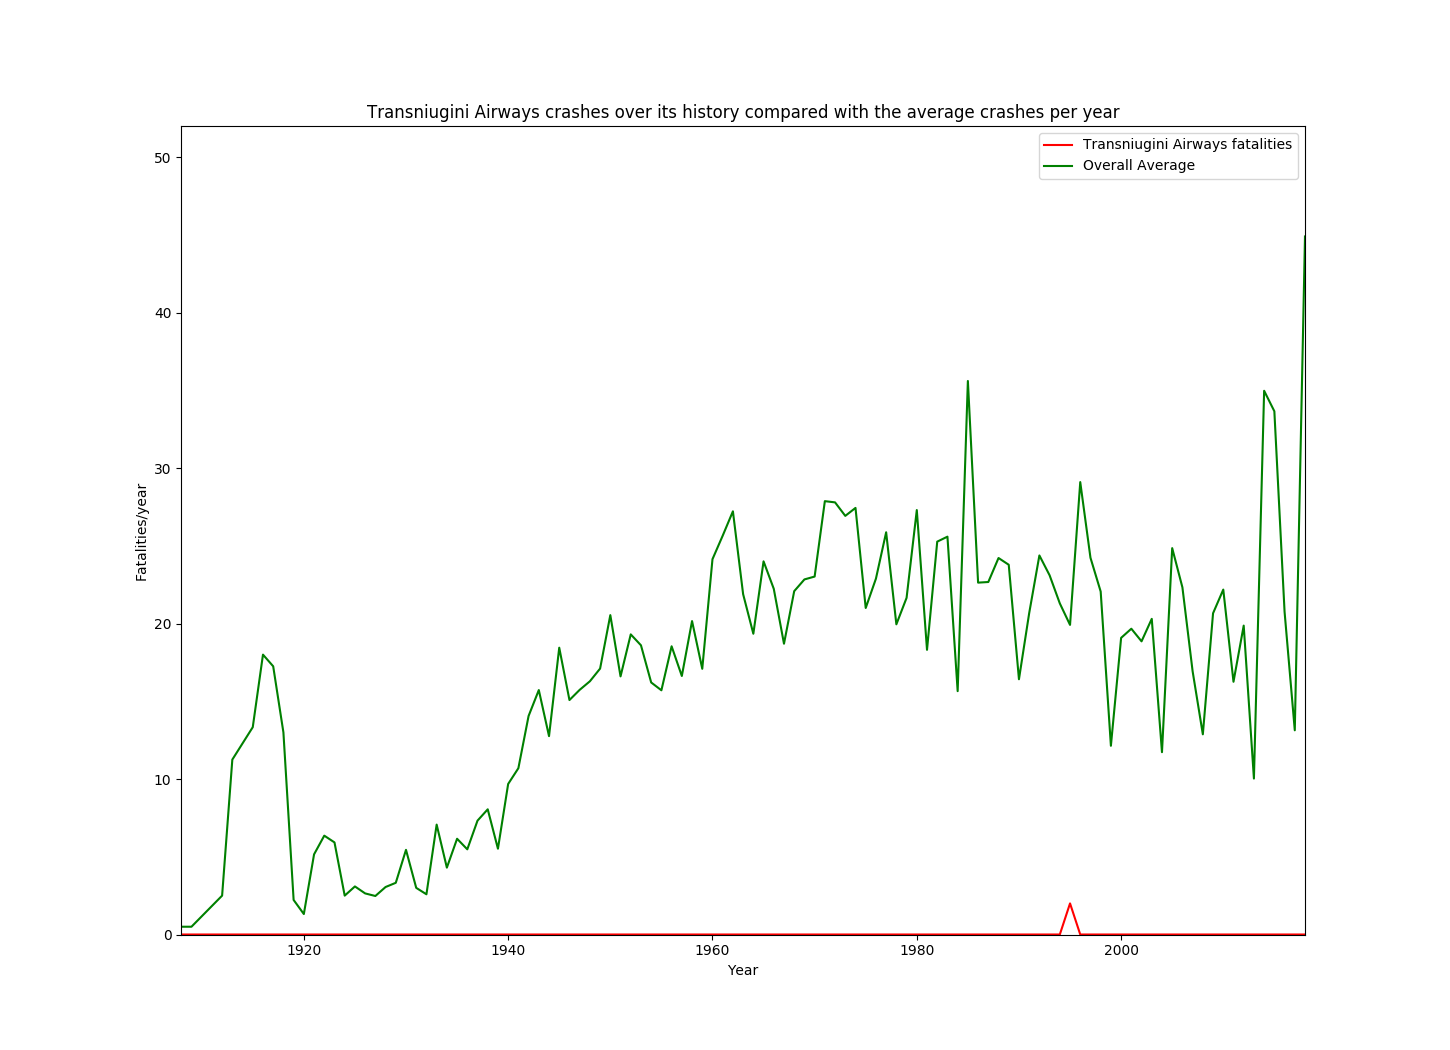 Transniugini Airways crashes over its history compared with the average crashes per year
Transniugini Airways fatalities
Overall Average
50
40
30
20
10
0
Fatalities/year
1920 1940 1960 1980 2000
Year